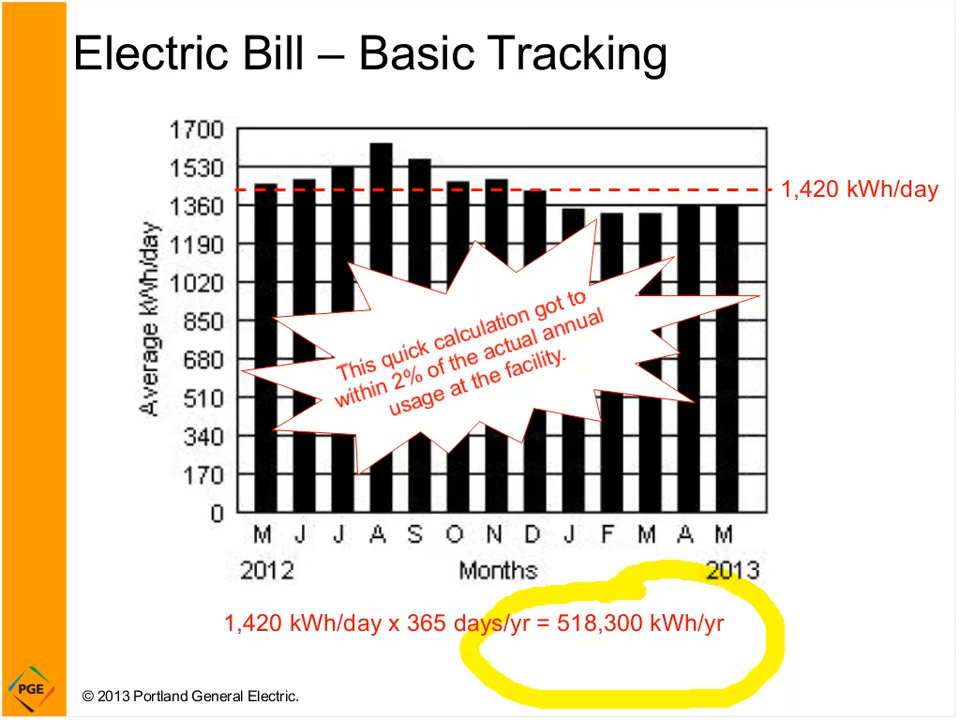 Electric Bill – Basic Tracking
1700
1530
1360
1190
1020
850
680
510
340
170
0
Average kWh/day
1,420 kWh/day
This quick calculation got to
within 2% of the actual annual
usage at the facility.
M J J A S O N D J F M A M
2012 Months 2013
1,420 kWh/day x 365 days/yr = 518,300 kWh/yr
PGE
© 2013 Portland General Electric.